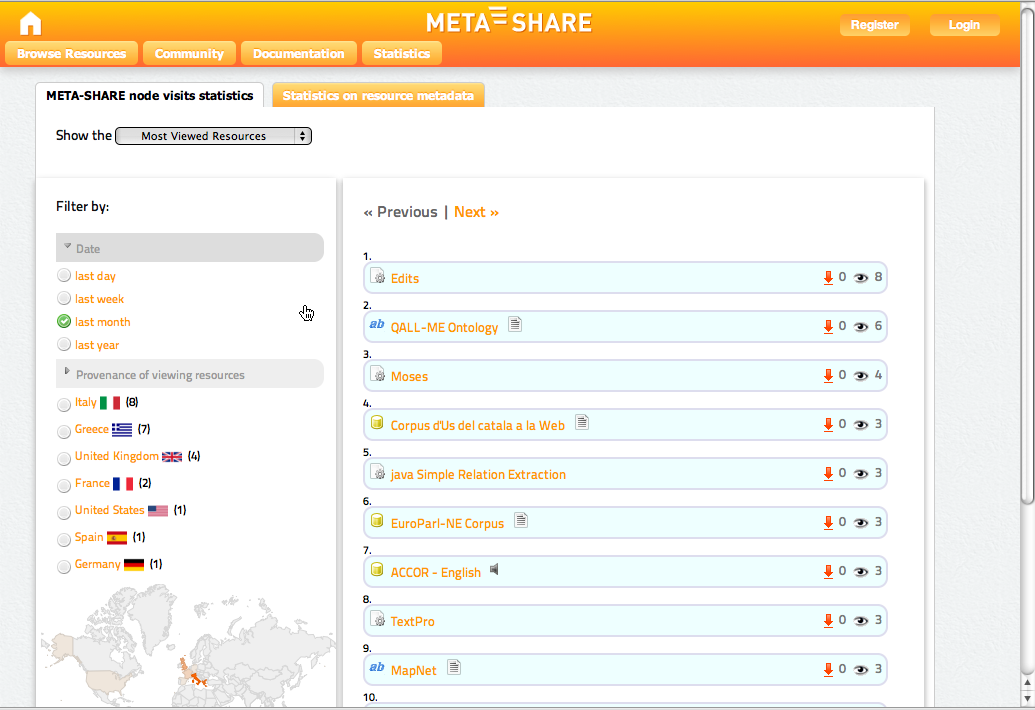 META SHARE
Register
Login
Browse Resources
Community
Documentation
Statistics
META-SHARE node visits statistics
Statistics on resource metadata
Show the Most Viewed Resources
Filter by:
Date
last day
last week
last month
last year
Provenance of viewing resources
Italy (8)
Greece (7)
United Kingdom (4)
France (2)
United States (1)
Spain (1)
Germany (1)
« Previous | Next »
1.
Edits 0 8
2.
ab QALL-ME Ontology 0 6
3.
Moses 0 4
4.
Corpus d'Us del catala a la Web 0 3
5.
java Simple Relation Extraction 0 3
6.
EuroParl-NE Corpus 0 3
7.
ACCOR - English 0 3
8.
TextPro 0 3
9.
ab MapNet 0 3
10.